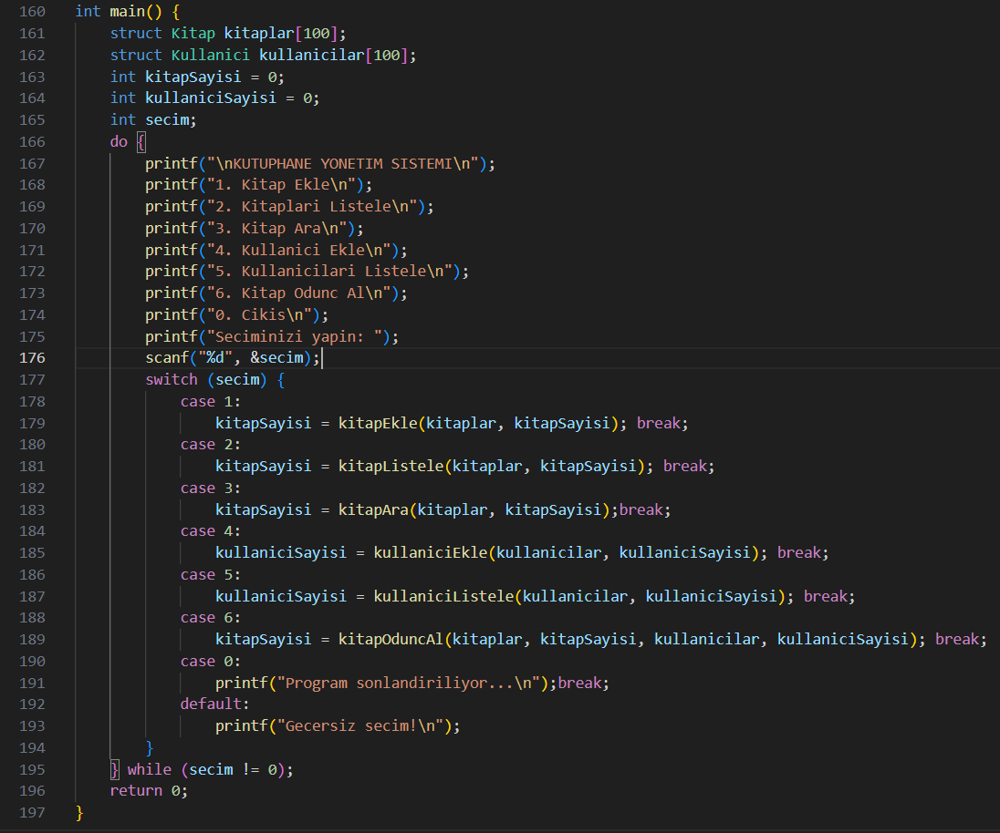 160 int main() {
161 struct Kitap kitaplar[100];
162 struct Kullanici kullanicilar[100];
163 int kitapSayisi = 0;
164 int kullaniciSayisi = 0;
165 int secim;
166 do {
167 printf("\nKUTUPHANE YONETIM SISTEMI\n");
168 printf("1. Kitap Ekle\n");
169 printf("2. Kitaplari Listele\n");
170 printf("3. Kitap Ara\n");
171 printf("4. Kullanici Ekle\n");
172 printf("5. Kullanicilari Listele\n");
173 printf("6. Kitap Odunc Al\n");
174 printf("0. Cikis\n");
175 printf("Seciminizi yapin: ");
176 scanf("%d", &secim);
177 switch (secim) {
178 case 1:
179 kitapSayisi = kitapEkle(kitaplar, kitapSayisi); break;
180 case 2:
181 kitapSayisi = kitapListele(kitaplar, kitapSayisi); break;
182 case 3:
183 kitapSayisi = kitapAra(kitaplar, kitapSayisi);break;
184 case 4:
185 kullaniciSayisi = kullaniciEkle(kullanicilar, kullaniciSayisi); break;
186 case 5:
187 kullaniciSayisi = kullaniciListele(kullanicilar, kullaniciSayisi); break;
188 case 6:
189 kitapSayisi = kitapOduncAl(kitaplar, kitapSayisi, kullanicilar, kullaniciSayisi); break;
190 case 0:
191 printf("Program sonlandiriliyor...\n");break;
192 default:
193 printf("Gecersiz secim!\n");
194 }
195 } while (secim != 0);
196 return 0;
197 }